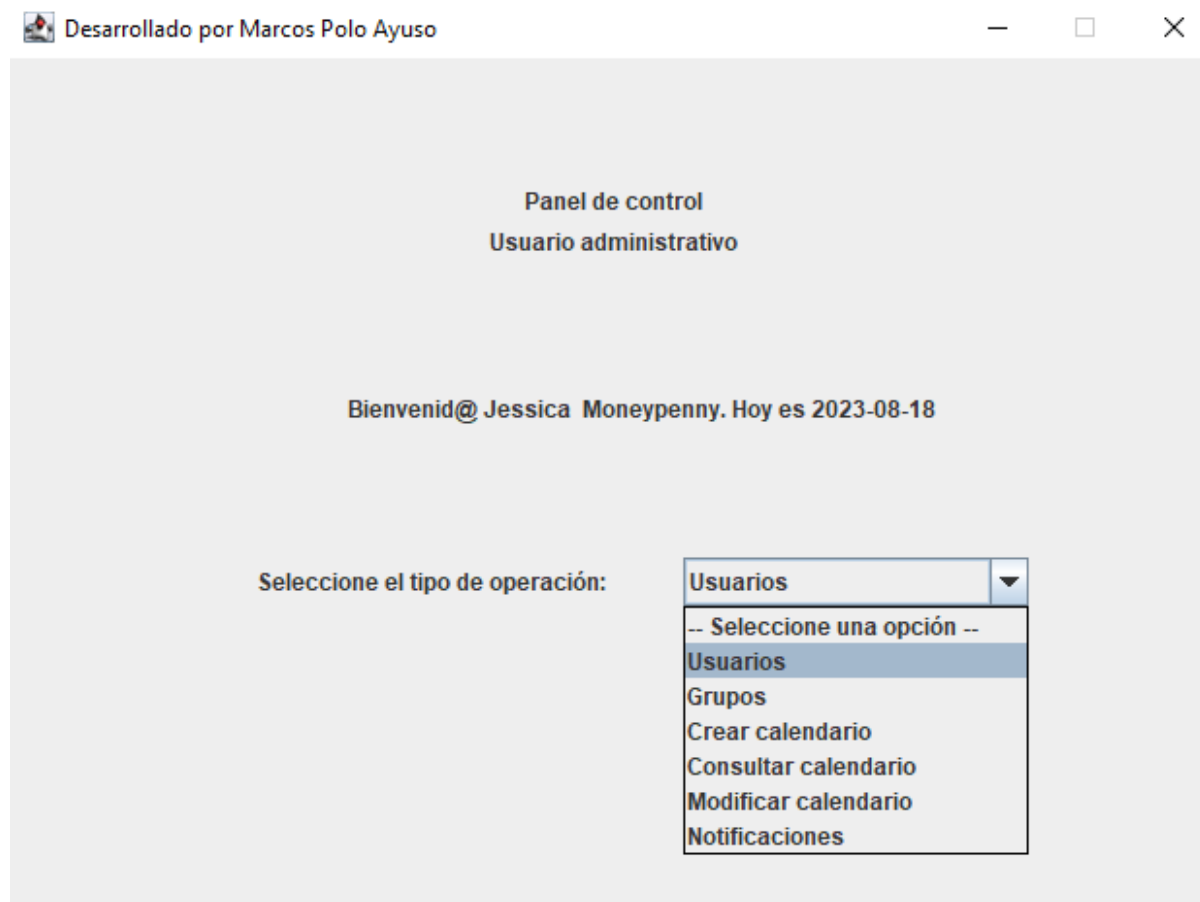 Desarrollado por Marcos Polo Ayuso
Panel de control
Usuario administrativo
Bienvenid@ Jessica  Moneypenny. Hoy es 2023-08-18
Seleccione el tipo de operación: Usuarios
-- Seleccione una opción --
Usuarios
Grupos
Crear calendario
Consultar calendario
Modificar calendario
Notificaciones